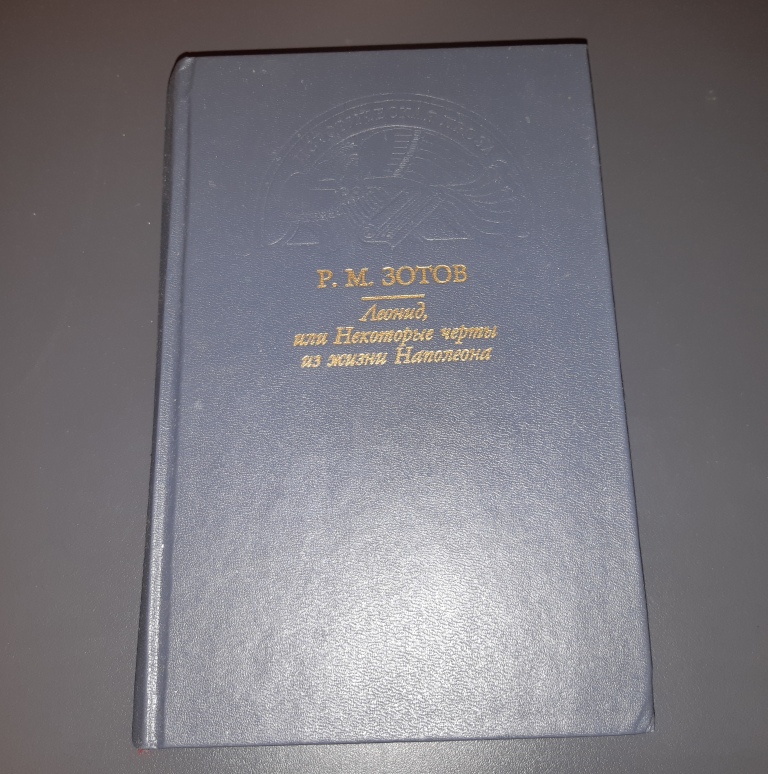 Р. М. ЗОТОВ
Леонид,
или Некоторые черты
из жизни Наполеона